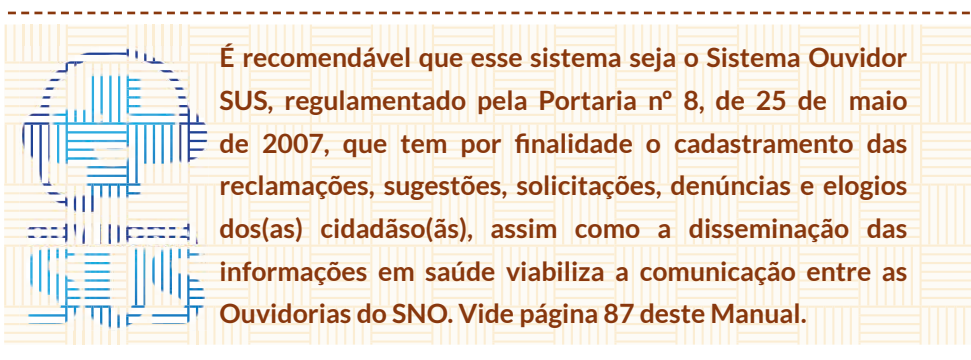 É recomendável que esse sistema seja o Sistema Ouvidor
SUS, regulamentado pela Portaria nº 8, de 25 de maio
de 2007, que tem por finalidade o cadastramento das
reclamações, sugestões, solicitações, denúncias e elogios
dos(as) cidadãso(ãs), assim como a disseminação das
informações em saúde viabiliza a comunicação entre as
Ouvidorias do SNO. Vide página 87 deste Manual.
SUS